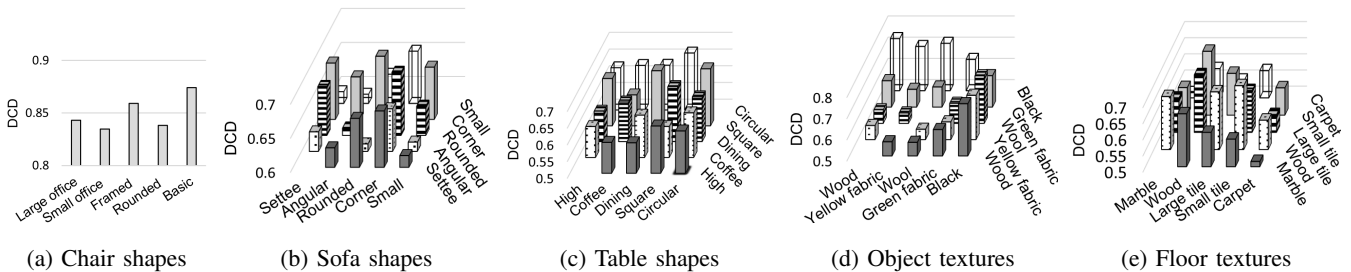 DCD
0.9
0.85
0.8
Large office
Small office
Framed
Rounded
Basic
(a) Chair shapes
DCD
0.7
0.65
0.6
Settee
Angular
Rounded
Corner
Small
Small
Corner
Rounded
Angular
Settee
(b) Sofa shapes
DCD
0.7
0.65
0.6
0.55
0.5
High
Coffee
Dining
Square
Circular
Circular
Square
Dining
Coffee
High
(c) Table shapes
DCD
0.8
0.7
0.6
0.5
Wood
Yellow fabric
Wool
Green fabric
Black
Black
Green fabric
Wool
Yellow fabric
Wood
(d) Object textures
DCD
0.7
0.65
0.6
0.55
0.5
Marble
Wood
Large tile
Small tile
Carpet
Carpet
Small tile
Large tile
Wood
Marble
(e) Floor textures